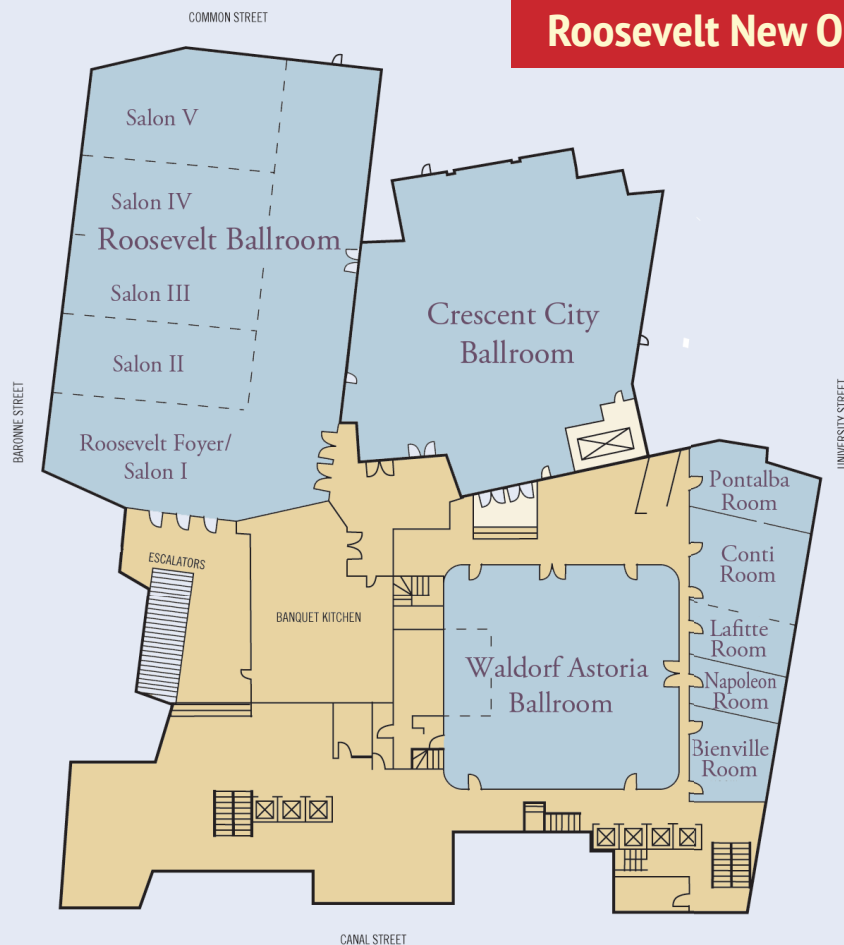 COMMON STREET
Roosevelt New O
Salon V
Salon IV
Roosevelt Ballroom
Salon III
Salon II
Roosevelt Foyer/
Salon I
Crescent City
Ballroom
BARONNE STREET
UNIVERSITY STREET
Pontalba
Room
Conti
Room
Lafitte
Room
Napoleon
Room
Bienville
Room
ESCALATORS
BANQUET KITCHEN
Waldorf Astoria
Ballroom
CANAL STREET